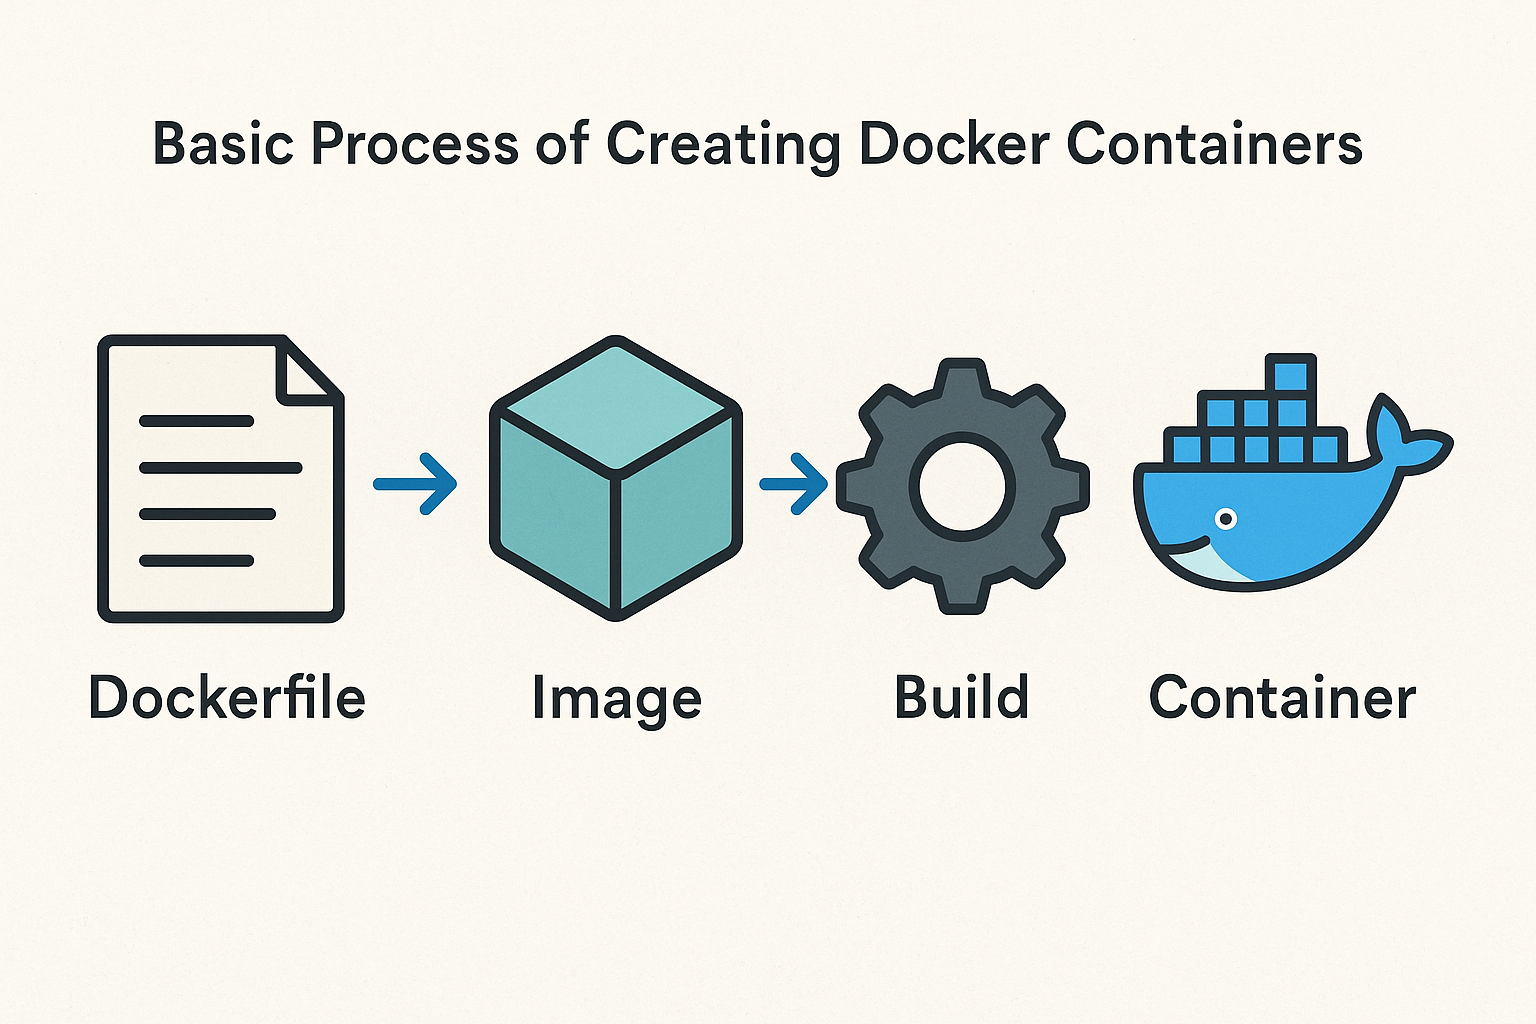 Basic Process of Creating Docker Containers
Dockerfile
Image
Build
Container